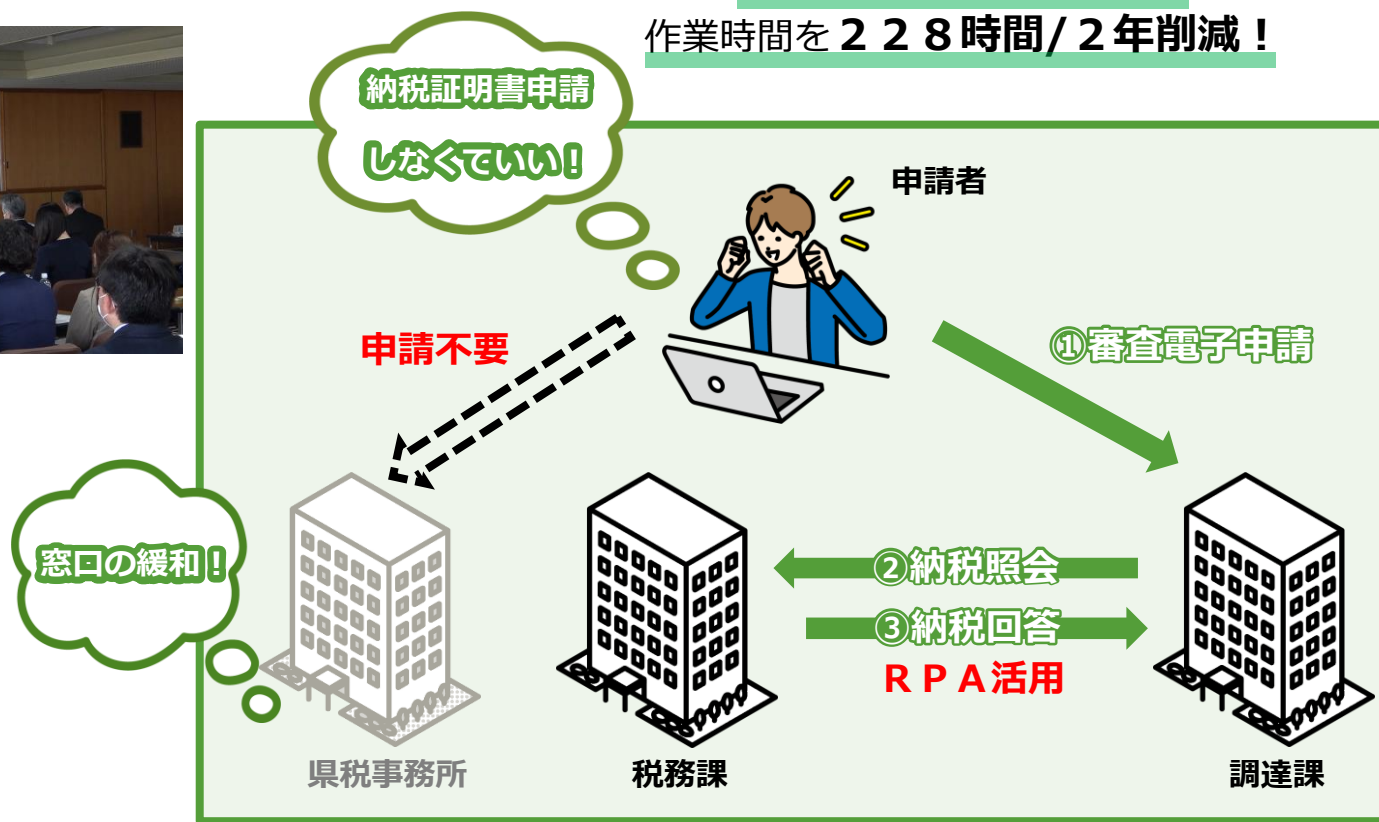 作業時間を２２８時間/２年削減！
納税証明書申請
しなくていい！
申請者
申請不要
①審査電子申請
窓口の緩和！
②納税照会
③納税回答
ＲＰＡ活用
県税事務所
税務課
調達課